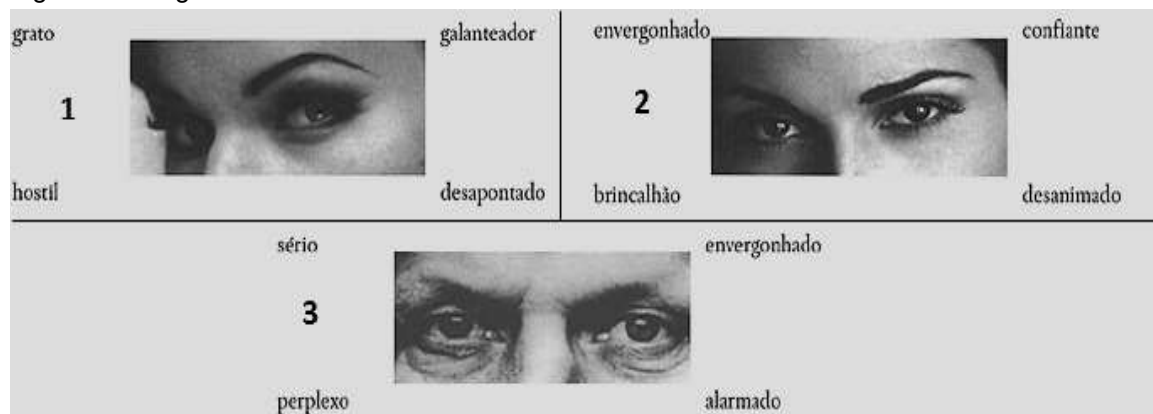 grato
galanteador
1
hostil
desapontado
envergonhado
confiante
2
brincalhão
desanimado
sério
envergonhado
3
perplexo
alarmado